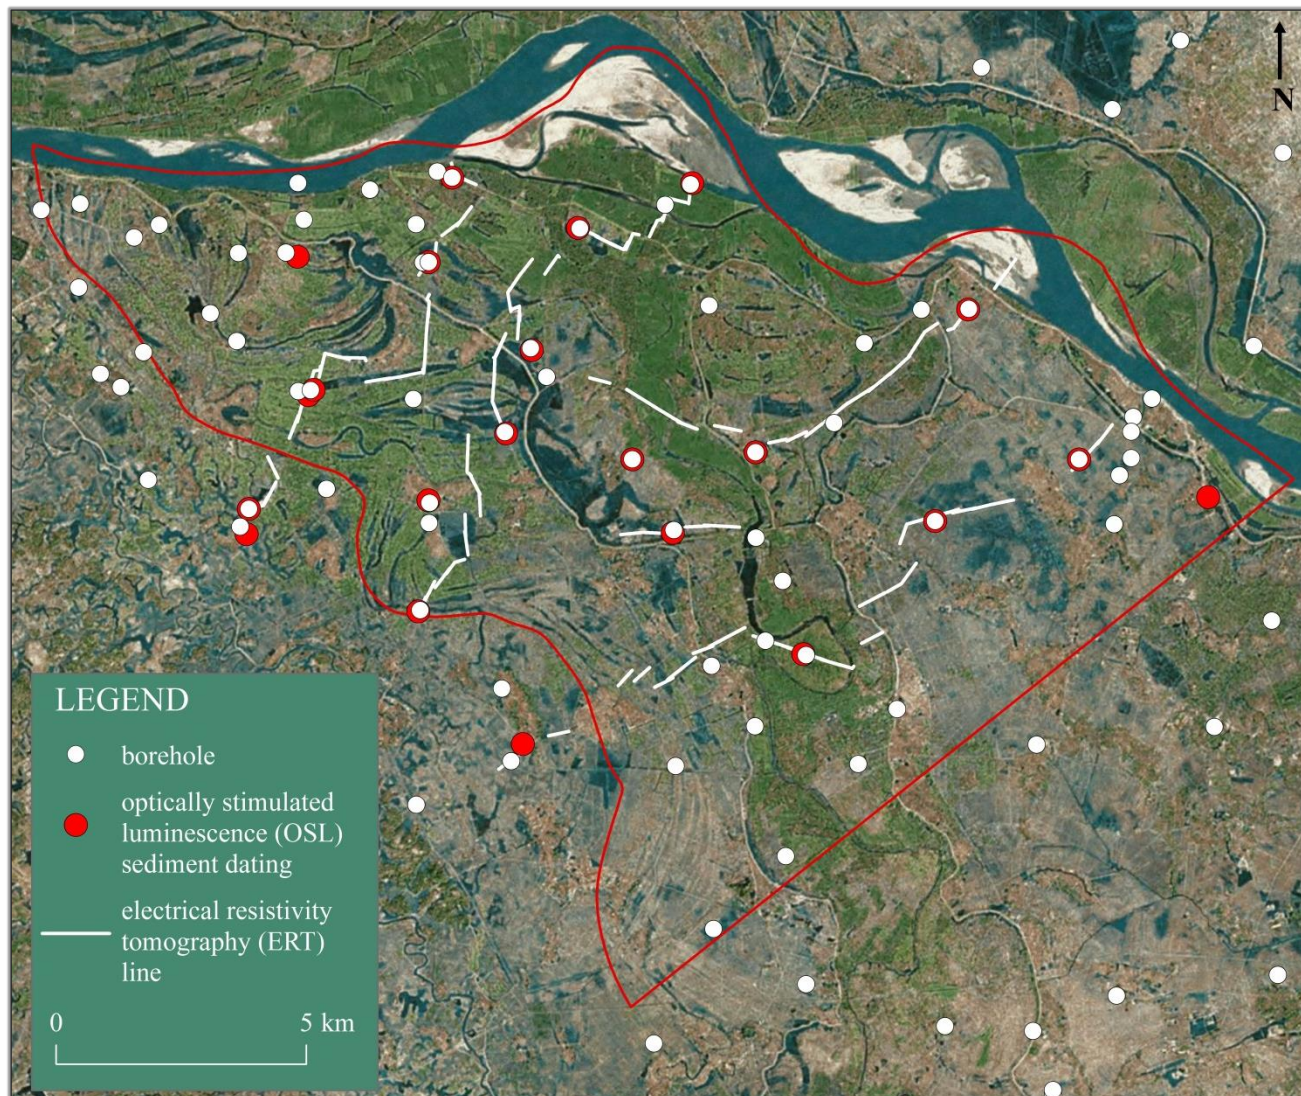 N
LEGEND
borehole
optically stimulated
luminescence (OSL)
sediment dating
electrical resistivity
tomography (ERT)
line
0 5 km